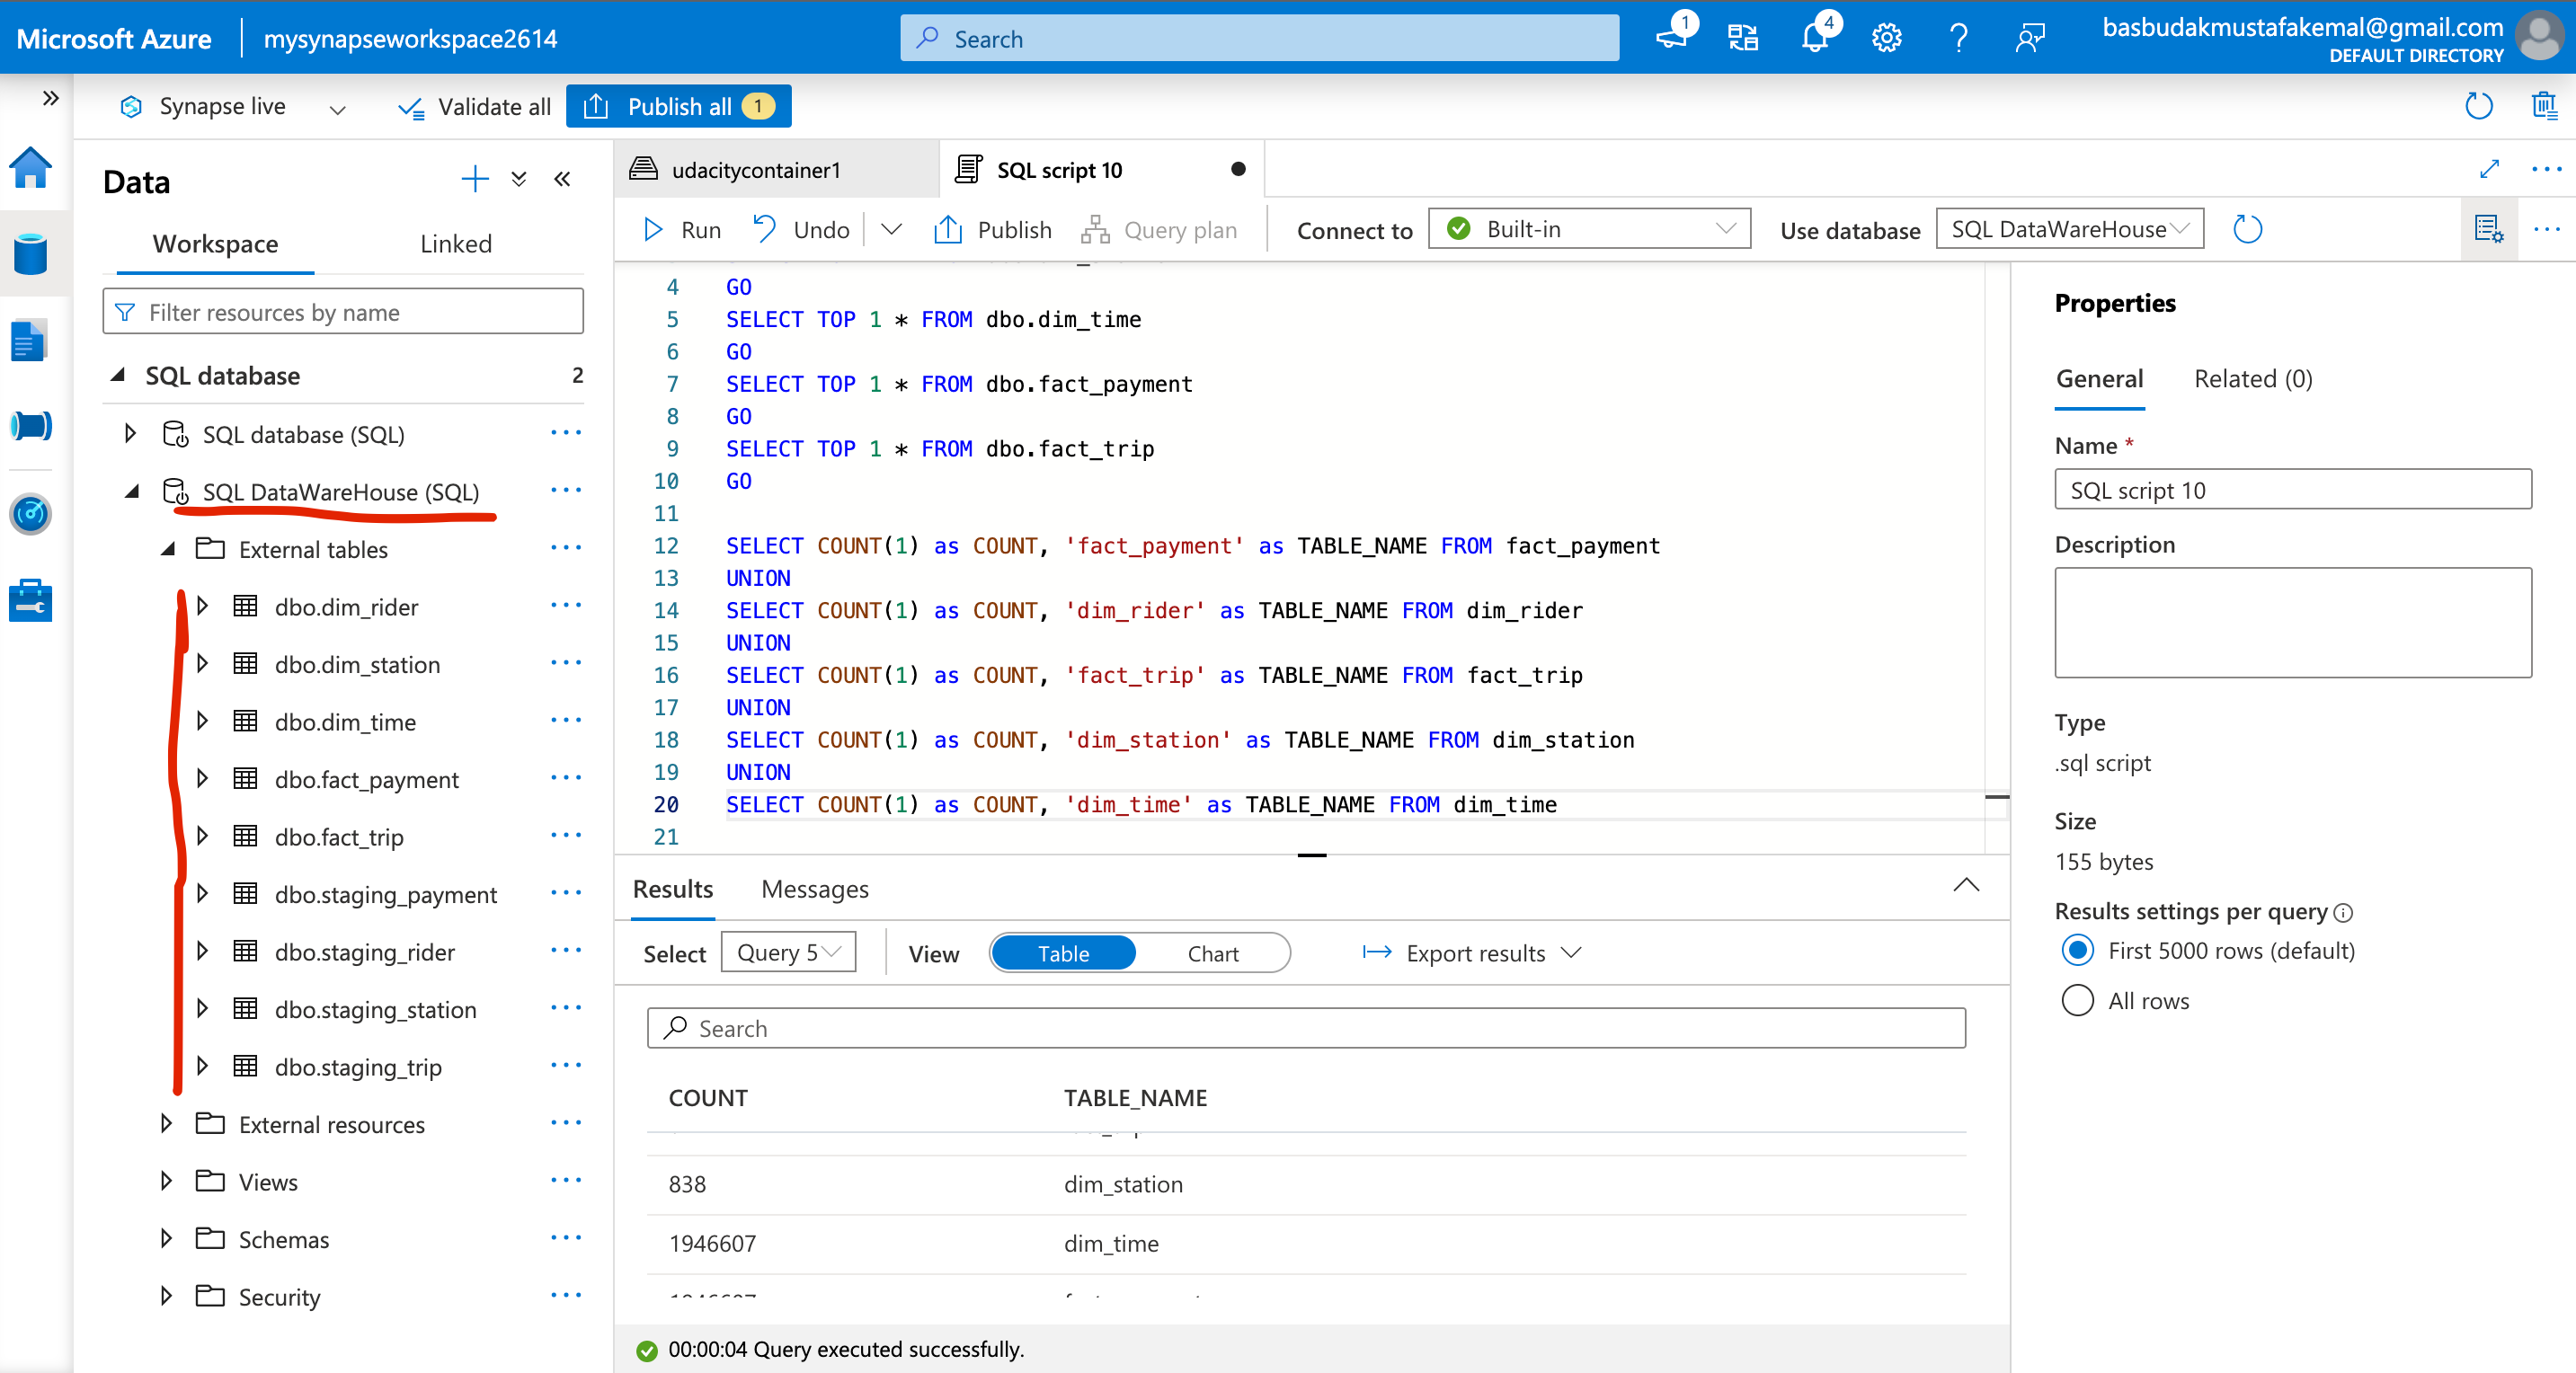 Microsoft Azure mysynapseworkspace2614 Search 1 4 basbudakmustafakemal@gmail.com
DEFAULT DIRECTORY
Synapse live Validate all Publish all 1
Data
Workspace Linked
Filter resources by name
SQL database 2
SQL database (SQL)
SQL DataWareHouse (SQL)
External tables
dbo.dim_rider
dbo.dim_station
dbo.dim_time
dbo.fact_payment
dbo.fact_trip
dbo.staging_payment
dbo.staging_rider
dbo.staging_station
dbo.staging_trip
External resources
Views
Schemas
Security
udacitycontainer1 SQL script 10
Run Undo Publish Query plan Connect to Built-in Use database SQL DataWareHouse
4 GO
5 SELECT TOP 1 * FROM dbo.dim_time
6 GO
7 SELECT TOP 1 * FROM dbo.fact_payment
8 GO
9 SELECT TOP 1 * FROM dbo.fact_trip
10 GO
11
12 SELECT COUNT(1) as COUNT, 'fact_payment' as TABLE_NAME FROM fact_payment
13 UNION
14 SELECT COUNT(1) as COUNT, 'dim_rider' as TABLE_NAME FROM dim_rider
15 UNION
16 SELECT COUNT(1) as COUNT, 'fact_trip' as TABLE_NAME FROM fact_trip
17 UNION
18 SELECT COUNT(1) as COUNT, 'dim_station' as TABLE_NAME FROM dim_station
19 UNION
20 SELECT COUNT(1) as COUNT, 'dim_time' as TABLE_NAME FROM dim_time
21
Results Messages
Select Query 5 View Table Chart Export results
Search
COUNT TABLE_NAME
838 dim_station
1946607 dim_time
00:00:04 Query executed successfully.
Properties
General Related (0)
Name *
SQL script 10
Description
Type
.sql script
Size
155 bytes
Results settings per query
First 5000 rows (default)
All rows